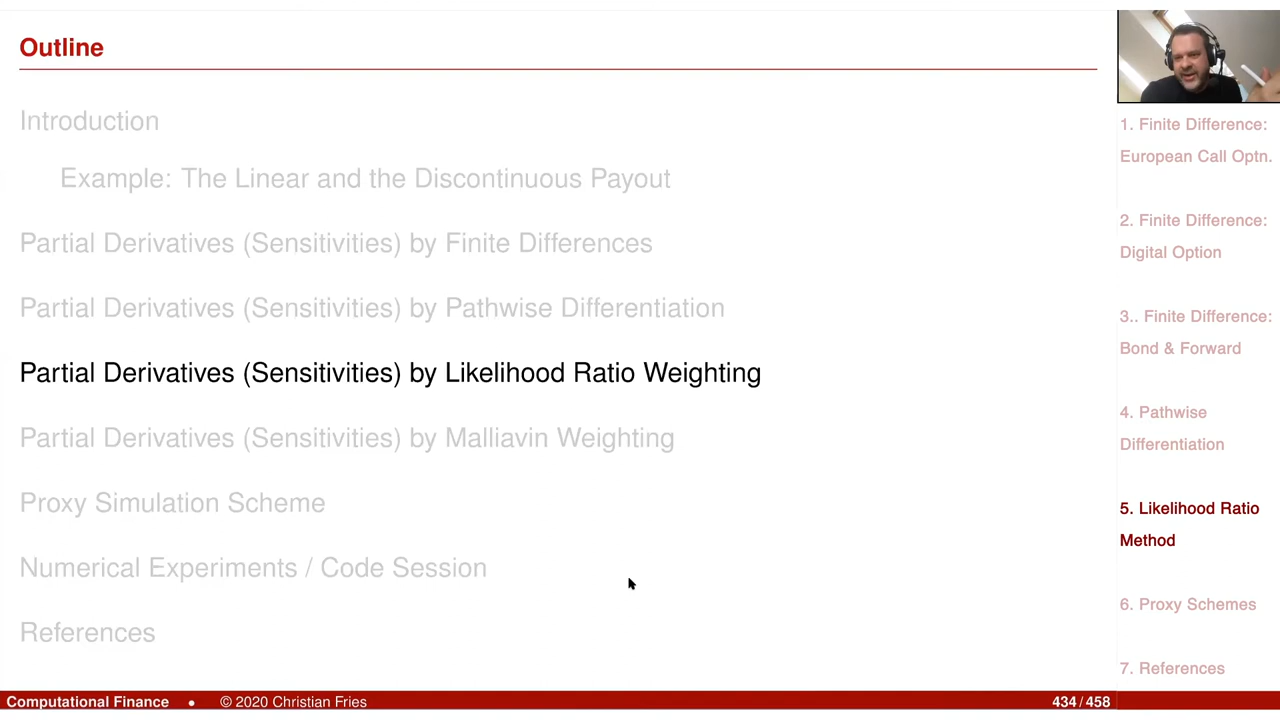 Outline
Introduction
Example: The Linear and the Discontinuous Payout
Partial Derivatives (Sensitivities) by Finite Differences
Partial Derivatives (Sensitivities) by Pathwise Differentiation
Partial Derivatives (Sensitivities) by Likelihood Ratio Weighting
Partial Derivatives (Sensitivities) by Malliavin Weighting
Proxy Simulation Scheme
Numerical Experiments / Code Session
References
1. Finite Difference:
European Call Optn.
2. Finite Difference:
Digital Option
3.. Finite Difference:
Bond & Forward
4. Pathwise
Differentiation
5. Likelihood Ratio
Method
6. Proxy Schemes
7. References
Computational Finance • © 2020 Christian Fries 434 / 458